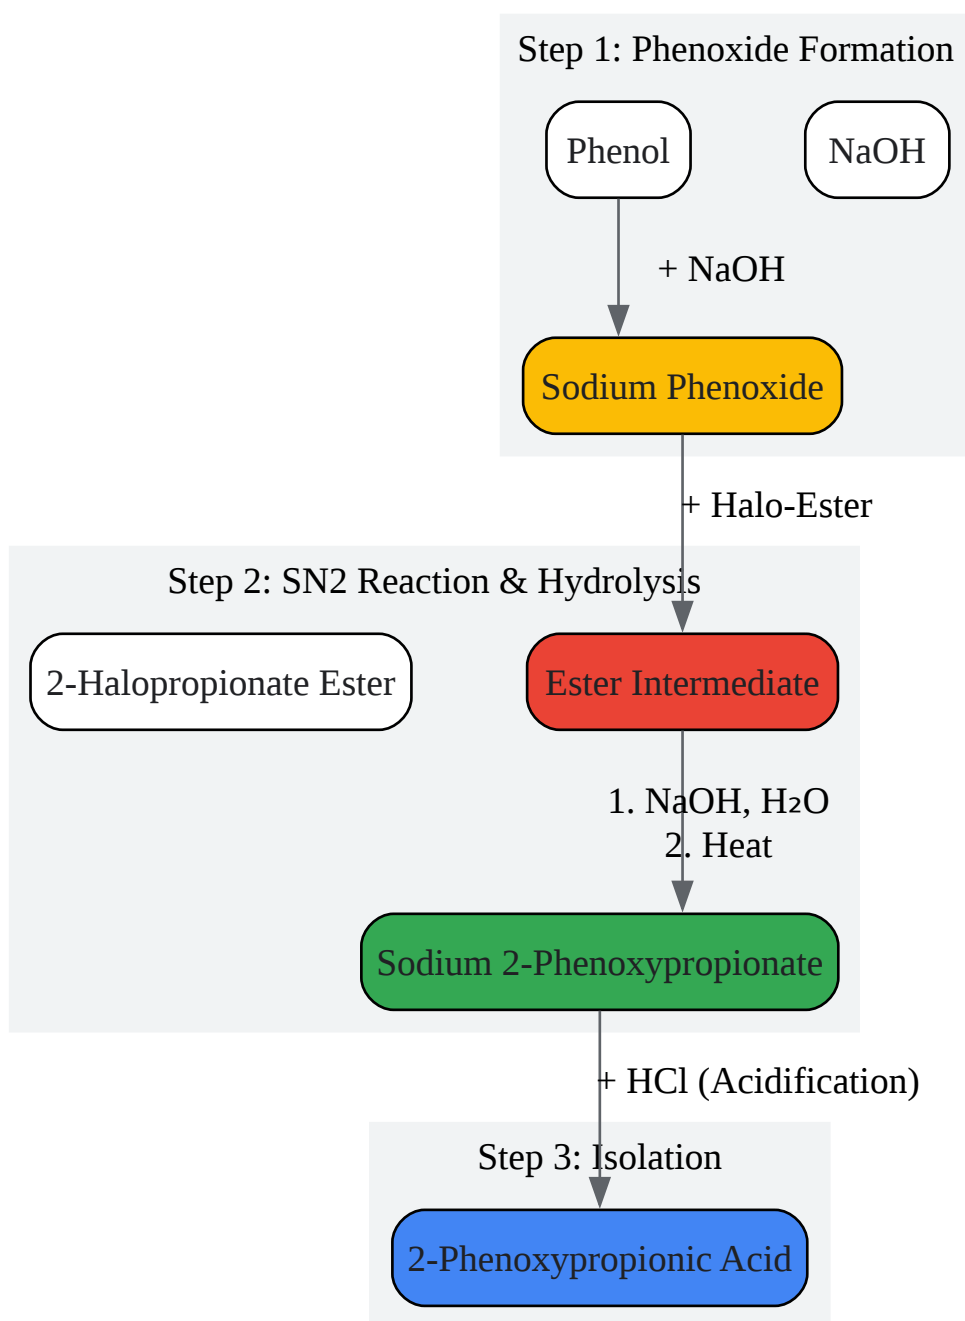 Step 1: Phenoxide Formation
Phenol
NaOH
+ NaOH
Sodium Phenoxide
+ Halo-Ester
Step 2: SN2 Reaction & Hydrolysis
2-Halopropionate Ester
Ester Intermediate
1. NaOH, H₂O
2. Heat
Sodium 2-Phenoxypropionate
+ HCl (Acidification)
Step 3: Isolation
2-Phenoxypropionic Acid